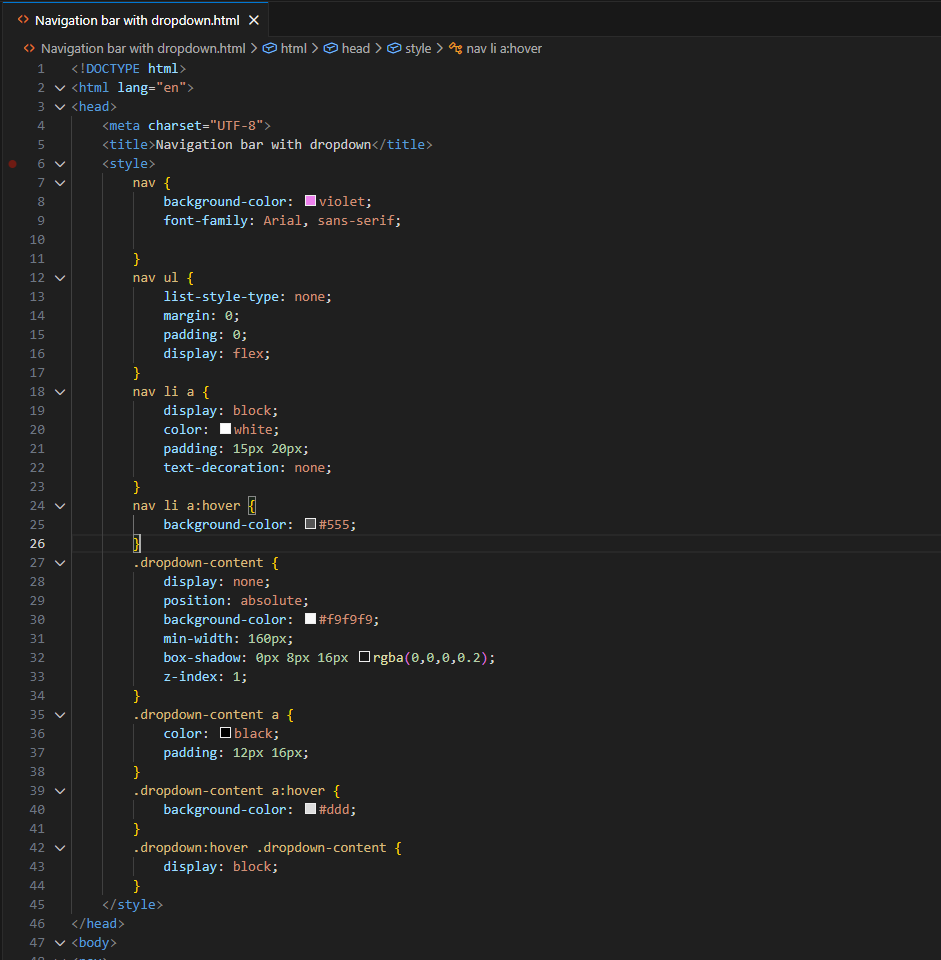 Navigation bar with dropdown.html
Navigation bar with dropdown.html > html > head > style > nav li a:hover
1 <!DOCTYPE html>
2 <html lang="en">
3 <head>
4     <meta charset="UTF-8">
5     <title>Navigation bar with dropdown</title>
6     <style>
7         nav {
8             background-color: violet;
9             font-family: Arial, sans-serif;
10
11         }
12         nav ul {
13             list-style-type: none;
14             margin: 0;
15             padding: 0;
16             display: flex;
17         }
18         nav li a {
19             display: block;
20             color: white;
21             padding: 15px 20px;
22             text-decoration: none;
23         }
24         nav li a:hover {
25             background-color: #555;
26         }
27         .dropdown-content {
28             display: none;
29             position: absolute;
30             background-color: #f9f9f9;
31             min-width: 160px;
32             box-shadow: 0px 8px 16px rgba(0,0,0,0.2);
33             z-index: 1;
34         }
35         .dropdown-content a {
36             color: black;
37             padding: 12px 16px;
38         }
39         .dropdown-content a:hover {
40             background-color: #ddd;
41         }
42         .dropdown:hover .dropdown-content {
43             display: block;
44         }
45     </style>
46 </head>
47 <body>